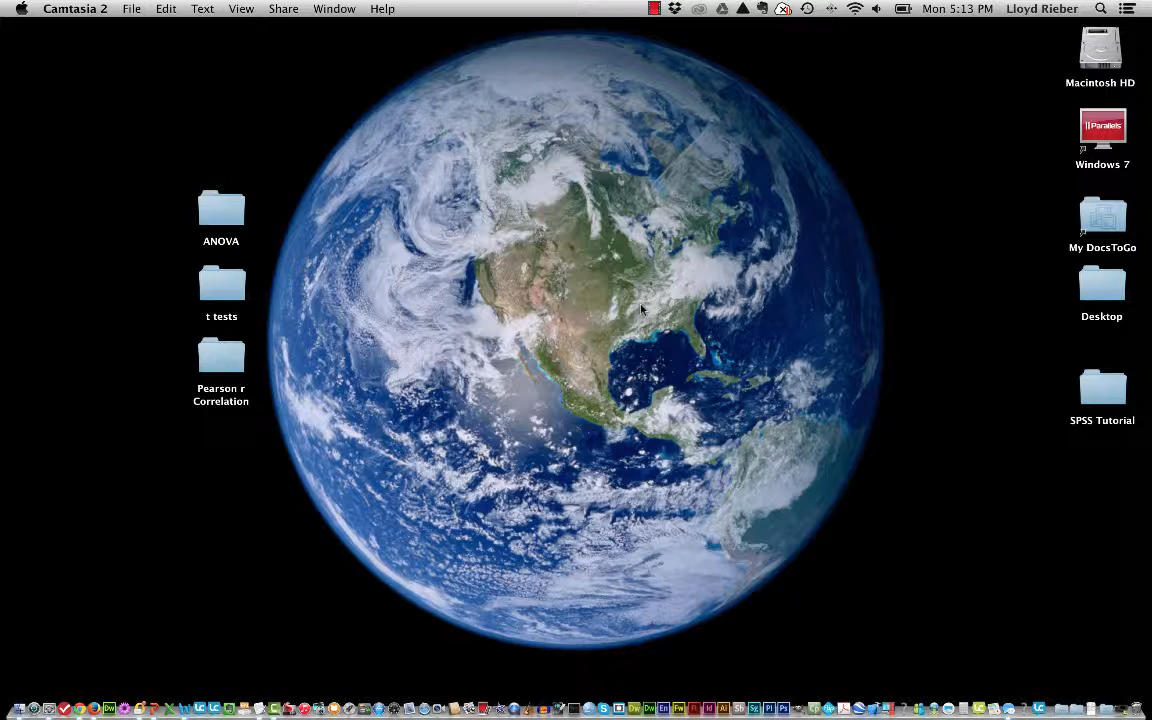 Camtasia 2 File Edit Text View Share Window Help Mon 5:13 PM Lloyd Rieber
Macintosh HD
Parallels
Windows 7
ANOVA
My DocsToGo
t tests
Desktop
Pearson r
Correlation
SPSS Tutorial